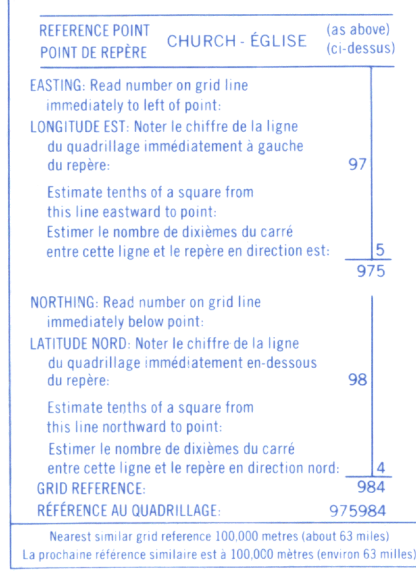 REFERENCE POINT
POINT DE REPÈRE
CHURCH - ÉGLISE
(as above)
(ci-dessus)
EASTING: Read number on grid line
immediately to left of point:
LONGITUDE EST: Noter le chiffre de la ligne
du quadrillage immédiatement à gauche
du repère: 97
Estimate tenths of a square from
this line eastward to point:
Estimer le nombre de dixièmes du carré
entre cette ligne et le repère en direction est: 5
975
NORTHING: Read number on grid line
immediately below point:
LATITUDE NORD: Noter le chiffre de la ligne
du quadrillage immédiatement en-dessous
du repère: 98
Estimate tenths of a square from
this line northward to point:
Estimer le nombre de dixièmes du carré
entre cette ligne et le repère en direction nord: 4
GRID REFERENCE: 984
RÉFÉRENCE AU QUADRILLAGE: 975984
Nearest similar grid reference 100,000 metres (about 63 miles)
La prochaine référence similaire est à 100,000 mètres (environ 63 milles)